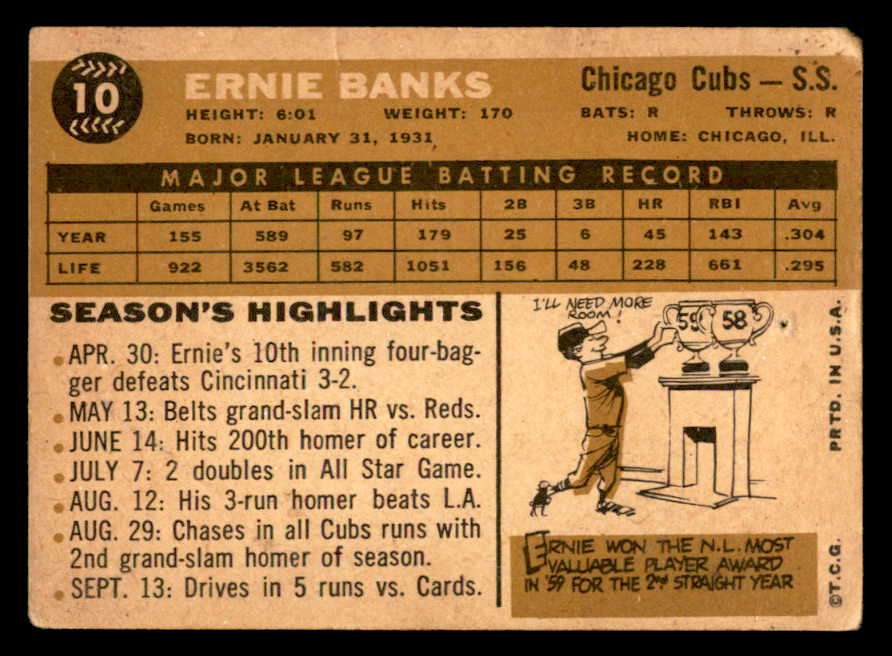 10
ERNIE BANKS
Chicago Cubs — S.S.
HEIGHT: 6:01 WEIGHT: 170 BATS: R THROWS: R
BORN: JANUARY 31, 1931 HOME: CHICAGO, ILL.
MAJOR LEAGUE BATTING RECORD
Games At Bat Runs Hits 2B 3B HR RBI Avg
YEAR 155 589 97 179 25 6 45 143 .304
LIFE 922 3562 582 1051 156 48 228 661 .295
SEASON'S HIGHLIGHTS
APR. 30: Ernie's 10th inning four-bag-
ger defeats Cincinnati 3-2.
MAY 13: Belts grand-slam HR vs. Reds.
JUNE 14: Hits 200th homer of career.
JULY 7: 2 doubles in All Star Game.
AUG. 12: His 3-run homer beats L.A.
AUG. 29: Chases in all Cubs runs with
2nd grand-slam homer of season.
SEPT. 13: Drives in 5 runs vs. Cards.
I'LL NEED MORE
ROOM!
59 58
ERNIE WON THE N.L. MOST
VALUABLE PLAYER AWARD
IN '59 FOR THE 2nd STRAIGHT YEAR
PRTD. IN U.S.A.
©T.C.G.